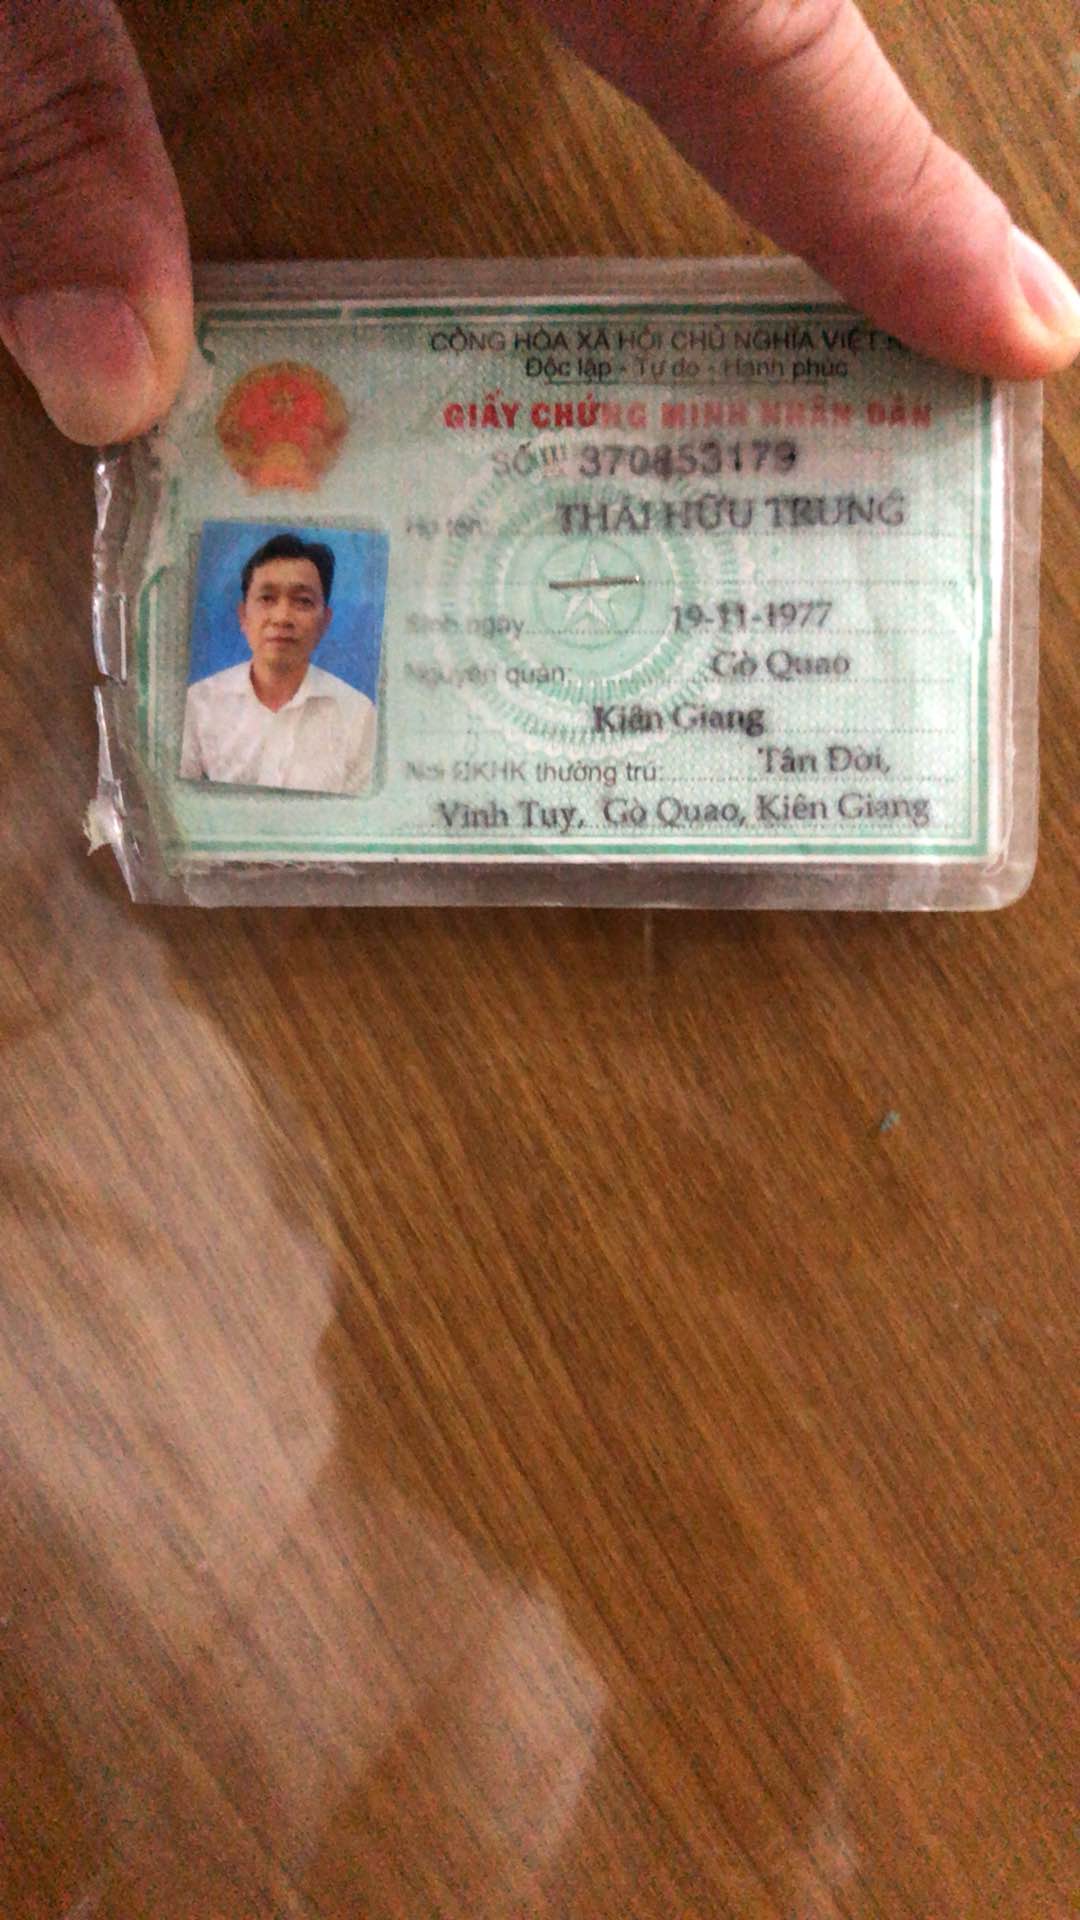 CỘNG HÒA XÃ HỘI CHỦ NGHĨA VIỆT
Độc lập - Tự do - Hạnh phúc
GIẤY CHỨNG MINH NHÂN DÂN
SỐ 370853179
Họ tên: THÁI HỮU TRUNG
Sinh ngày 19-11-1977
Nguyên quán: Gò Quao
Kiên Giang
Nơi ĐKHK thường trú: Tân Đời,
Vĩnh Tuy, Gò Quao, Kiên Giang